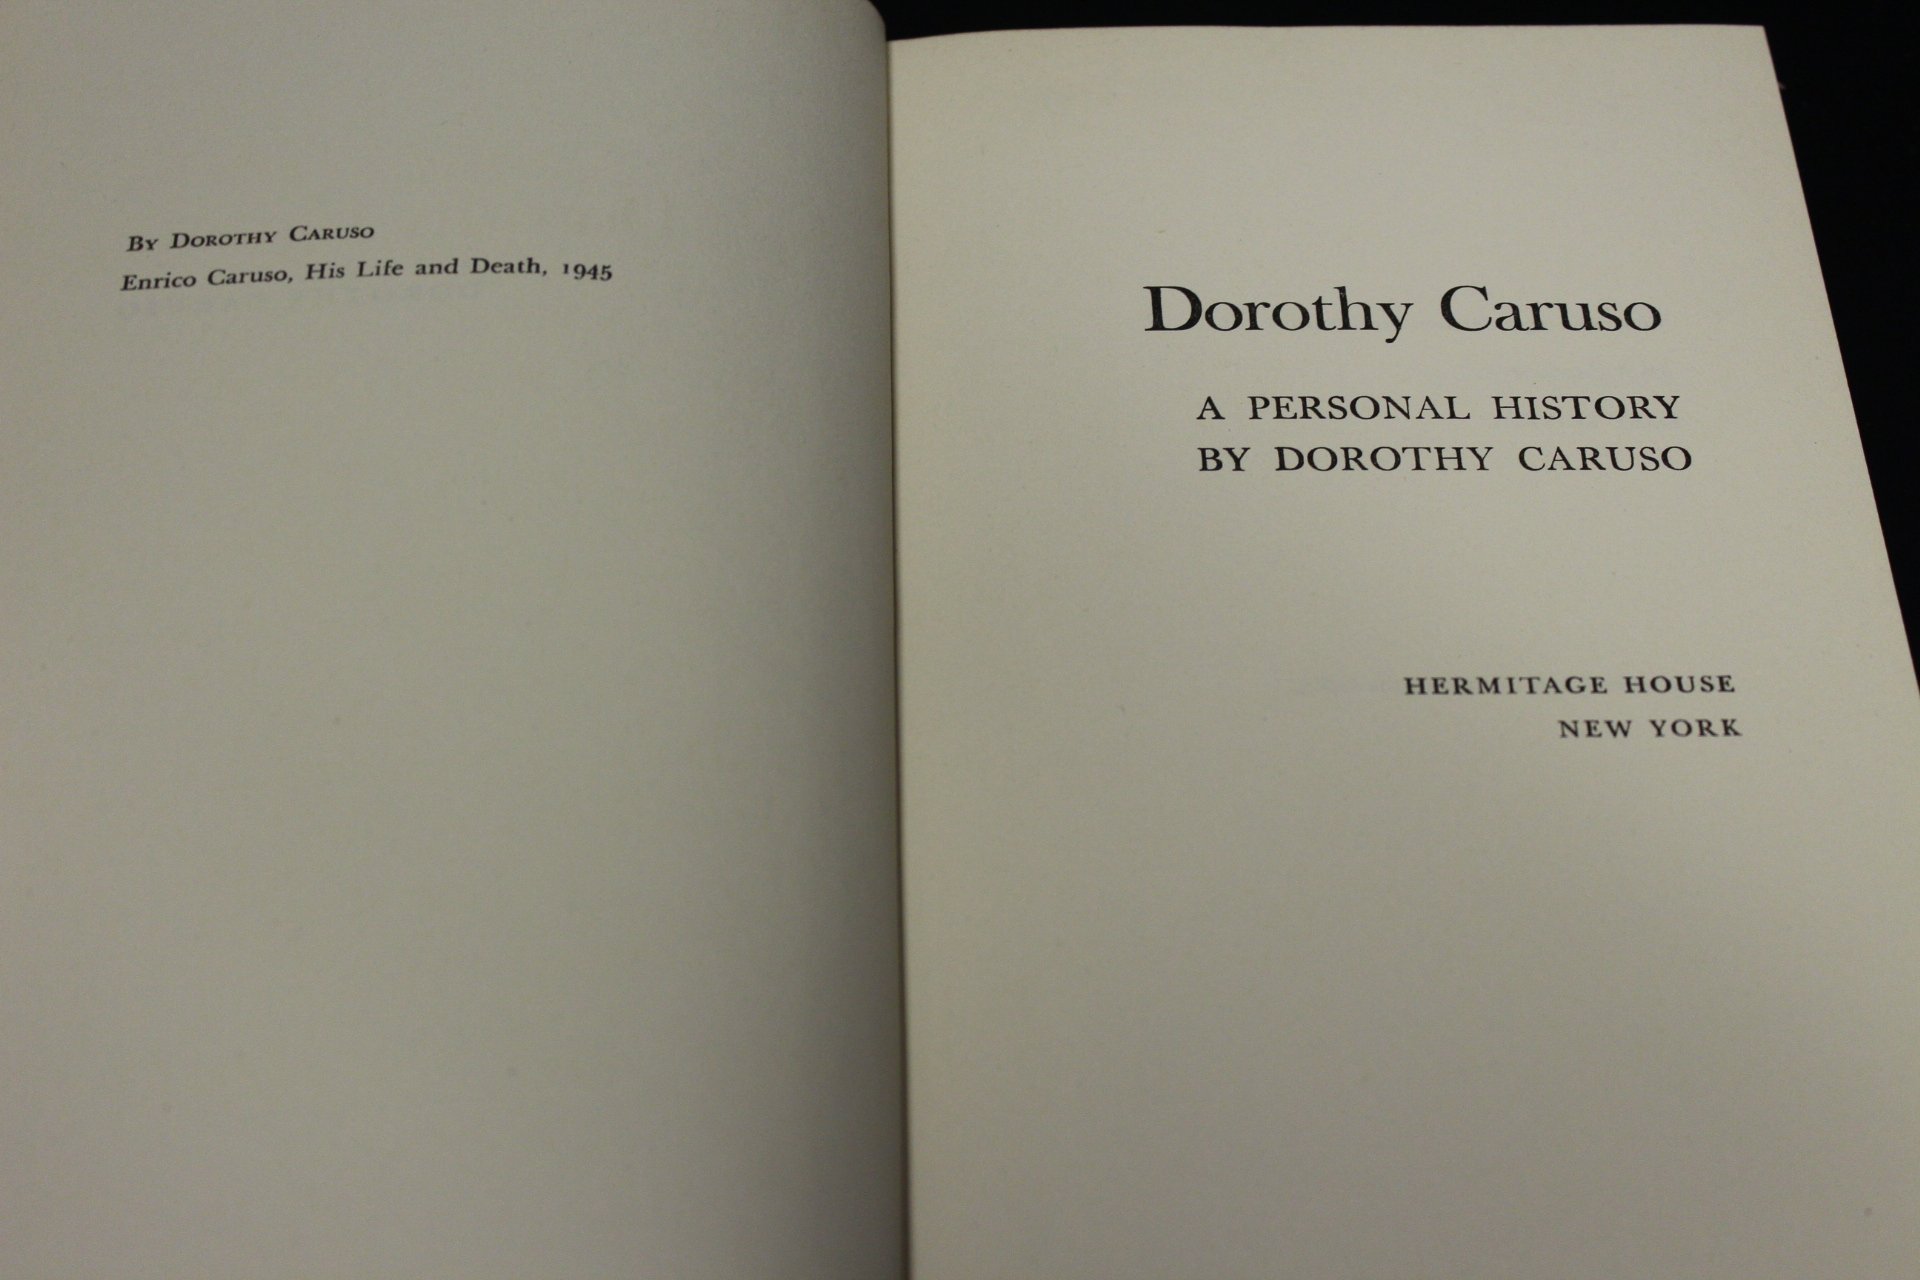 By Dorothy Caruso
Enrico Caruso, His Life and Death, 1945
Dorothy Caruso
A PERSONAL HISTORY
BY DOROTHY CARUSO
HERMITAGE HOUSE
NEW YORK